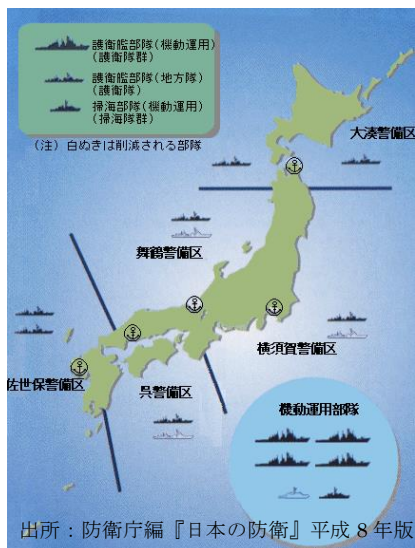 護衛艦部隊(機動運用)
(護衛隊群)
護衛艦部隊(地方隊)
(護衛隊)
掃海部隊(機動運用)
(掃海隊群)
(注) 白ぬきは削減される部隊
大湊警備区
舞鶴警備区
横須賀警備区
佐世保警備区
呉警備区
機動運用部隊
出所：防衛庁編『日本の防衛』平成8年版